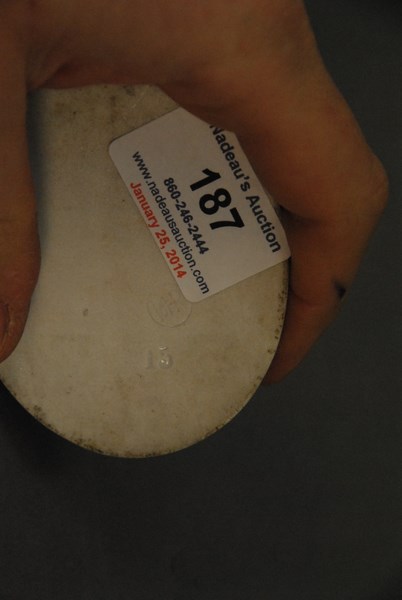 Nadeau's Auction
187
860-246-2444
www.nadeausauction.com
January 25, 2014